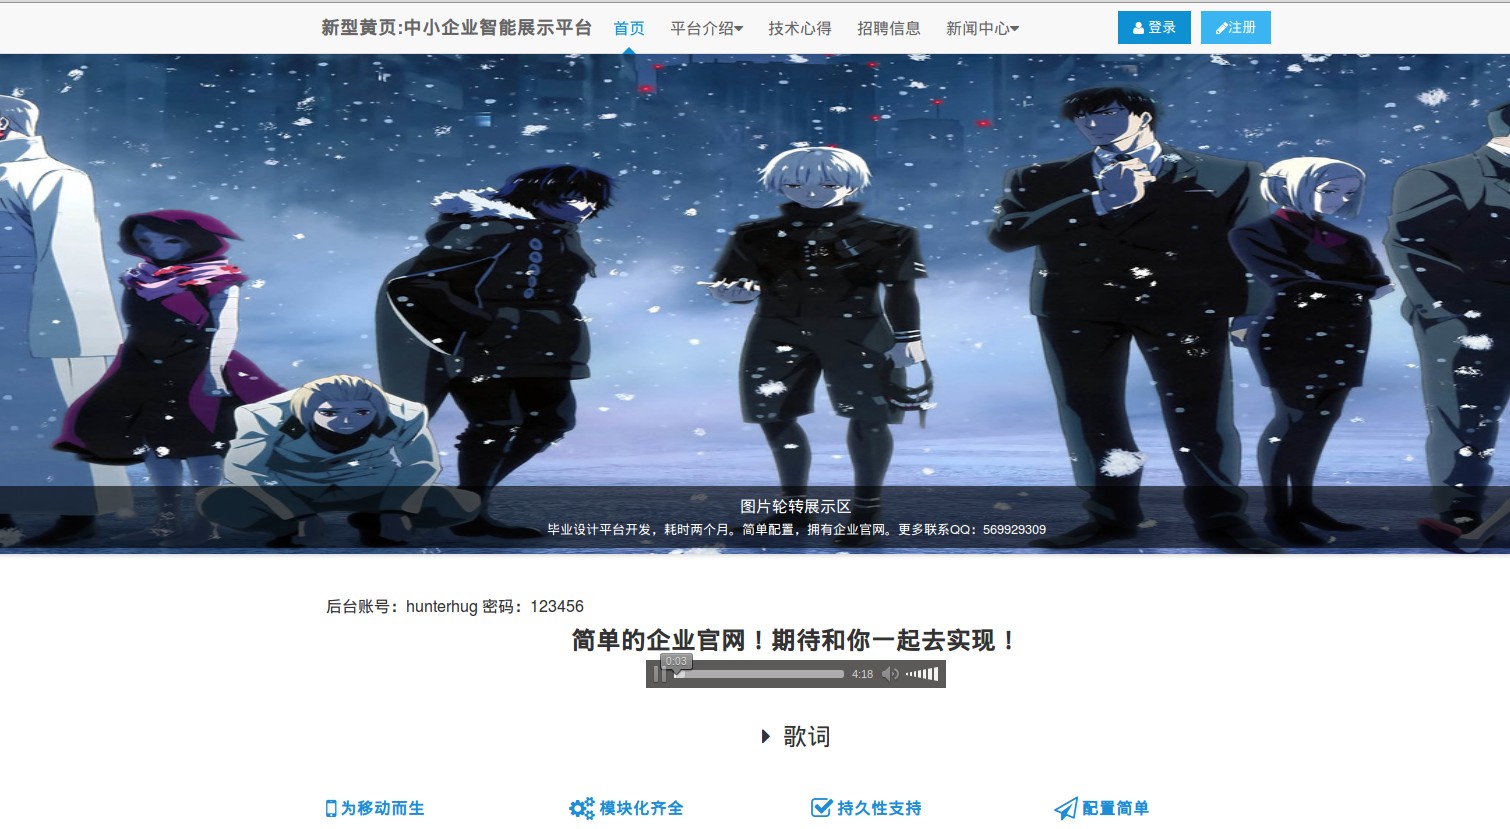 新型黄页:中小企业智能展示平台 首页 平台介绍 技术心得 招聘信息 新闻中心 登录 注册
图片轮转展示区
毕业设计平台开发，耗时两个月。简单配置，拥有企业官网。更多联系QQ：569929309
后台账号：hunterhug 密码：123456
简单的企业官网！期待和你一起去实现！
0:03
4:18
歌词
为移动而生 模块化齐全 持久性支持 配置简单